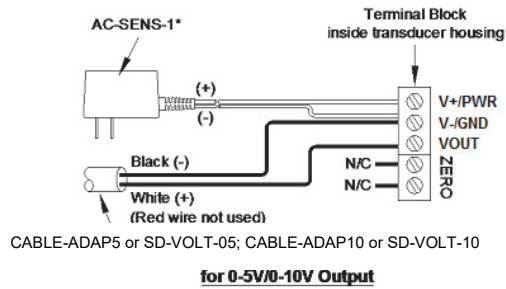 AC-SENS-1*
Terminal Block
inside transducer housing
(+)
(-)
V+/PWR
V-/GND
VOUT
N/C
N/C
ZERO
Black (-)
White (+)
(Red wire not used)
CABLE-ADAP5 or SD-VOLT-05; CABLE-ADAP10 or SD-VOLT-10
for 0-5V/0-10V Output